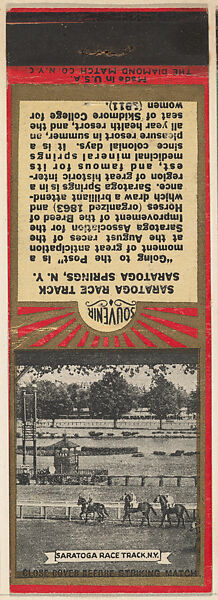 SOUVENIR
SARATOGA RACE TRACK
SARATOGA SPRINGS, N. Y.
"Going to the Post" is a
moment of great anticipation
at the August races of the
Saratoga Association for the
Improvement of the Breed of
Horses organized (1863) and
which draw a brilliant attend-
ance. Saratoga Springs is in a
region of great historic inter-
est, and famous for its
medicinal mineral springs
since colonial days. It is a
pleasure resort in summer, an
all year health resort, and the
seat of Skidmore College for
women (1911).
THE DIAMOND MATCH CO. N.Y.C.
Made in U.S.A.
SARATOGA RACE TRACK, N.Y.
CLOSE COVER BEFORE STRIKING MATCH